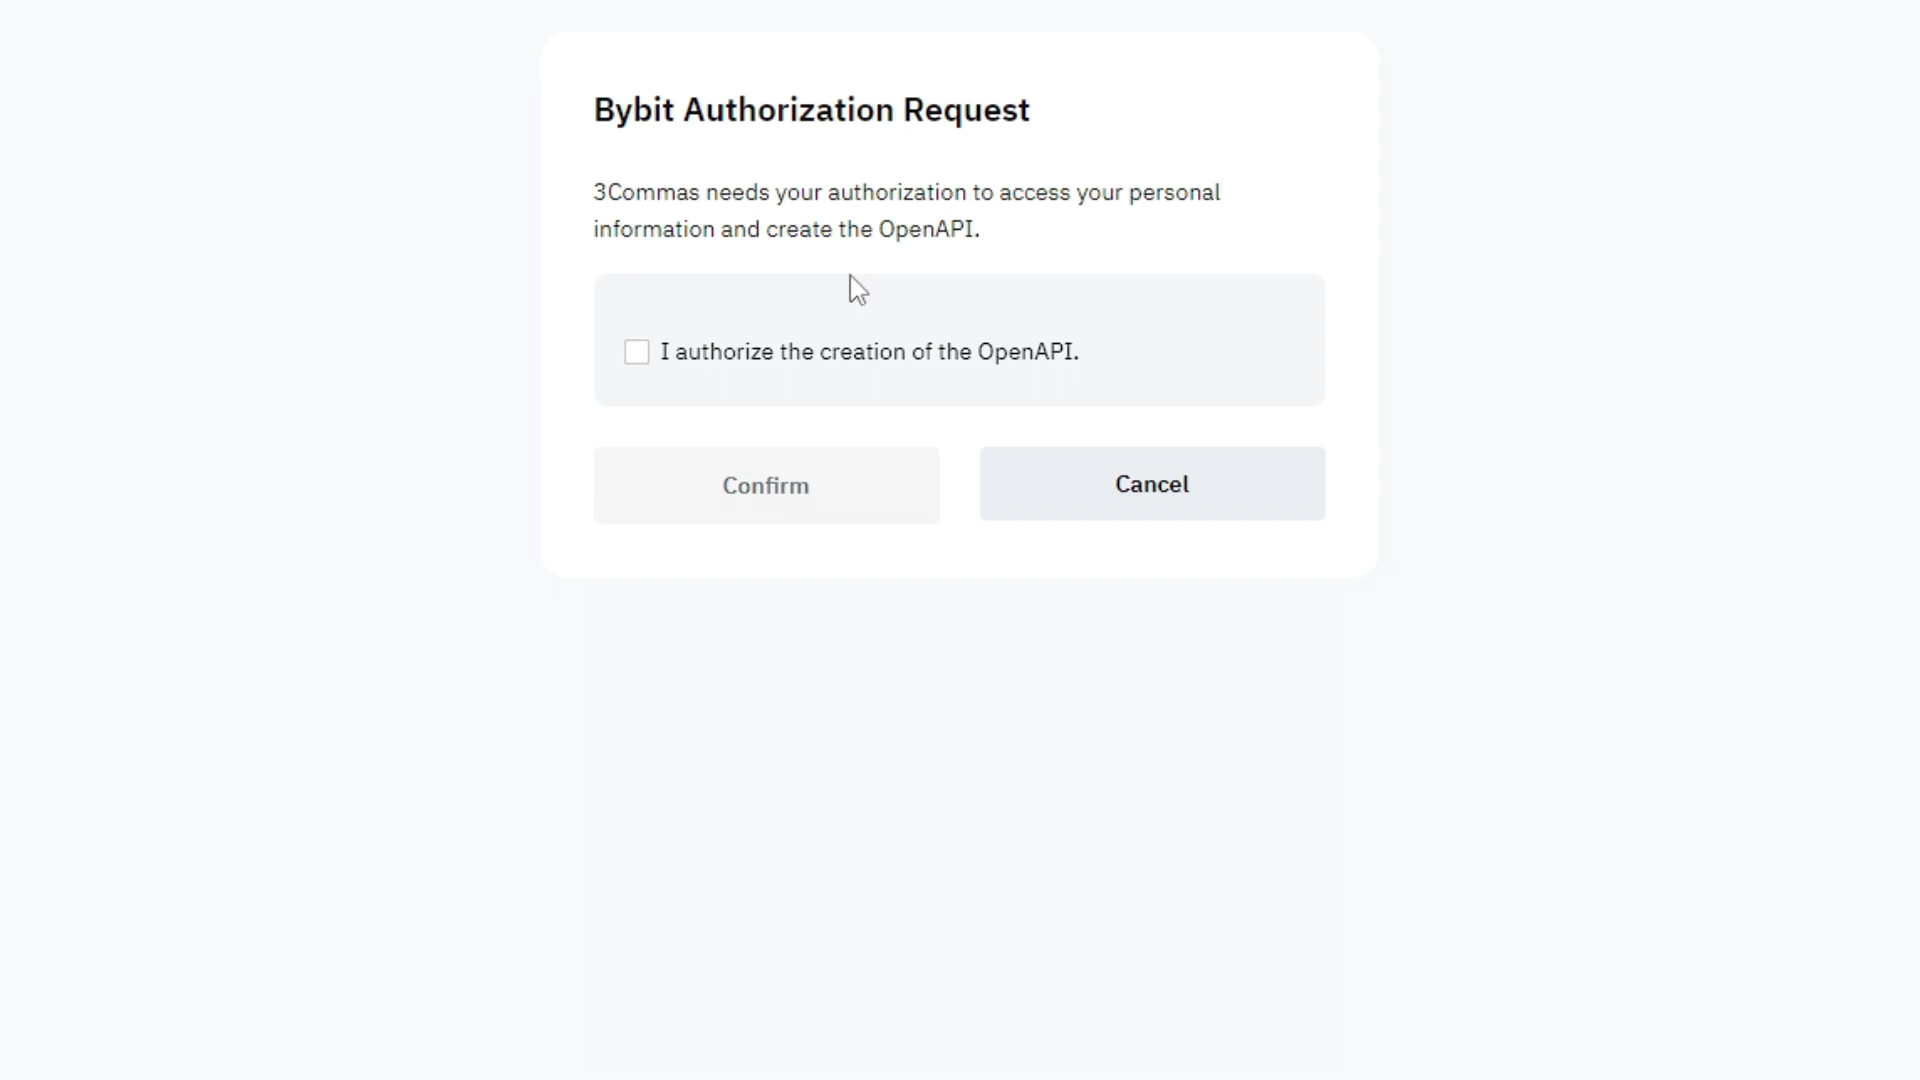 Bybit Authorization Request
3Commas needs your authorization to access your personal
information and create the OpenAPI.
I authorize the creation of the OpenAPI.
Confirm
Cancel